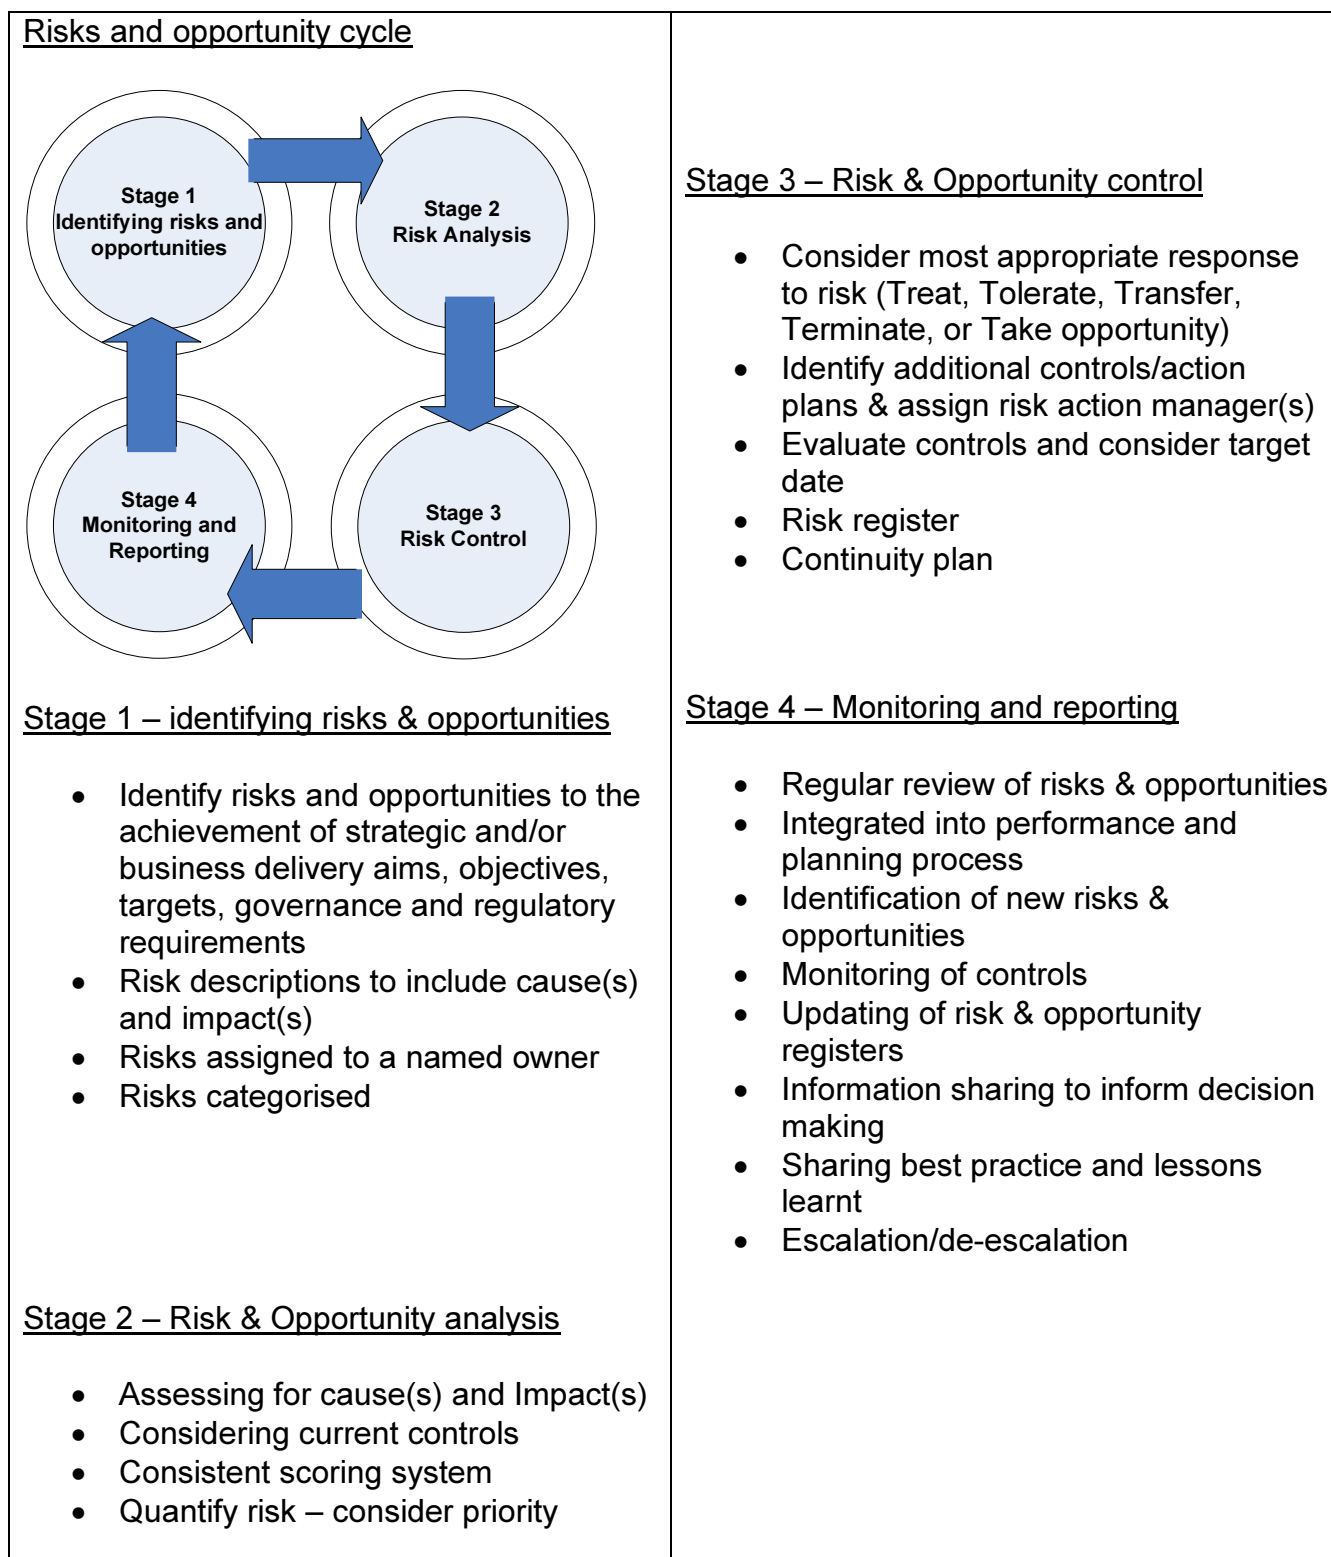 Risks and opportunity cycle
Stage 1
Identifying risks and
opportunities
Stage 2
Risk Analysis
Stage 4
Monitoring and
Reporting
Stage 3
Risk Control
Stage 1 – identifying risks & opportunities
• Identify risks and opportunities to the
achievement of strategic and/or
business delivery aims, objectives,
targets, governance and regulatory
requirements
• Risk descriptions to include cause(s)
and impact(s)
• Risks assigned to a named owner
• Risks categorised
Stage 2 – Risk & Opportunity analysis
• Assessing for cause(s) and Impact(s)
• Considering current controls
• Consistent scoring system
• Quantify risk – consider priority
Stage 3 – Risk & Opportunity control
• Consider most appropriate response
to risk (Treat, Tolerate, Transfer,
Terminate, or Take opportunity)
• Identify additional controls/action
plans & assign risk action manager(s)
• Evaluate controls and consider target
date
• Risk register
• Continuity plan
Stage 4 – Monitoring and reporting
• Regular review of risks & opportunities
• Integrated into performance and
planning process
• Identification of new risks &
opportunities
• Monitoring of controls
• Updating of risk & opportunity
registers
• Information sharing to inform decision
making
• Sharing best practice and lessons
learnt
• Escalation/de-escalation